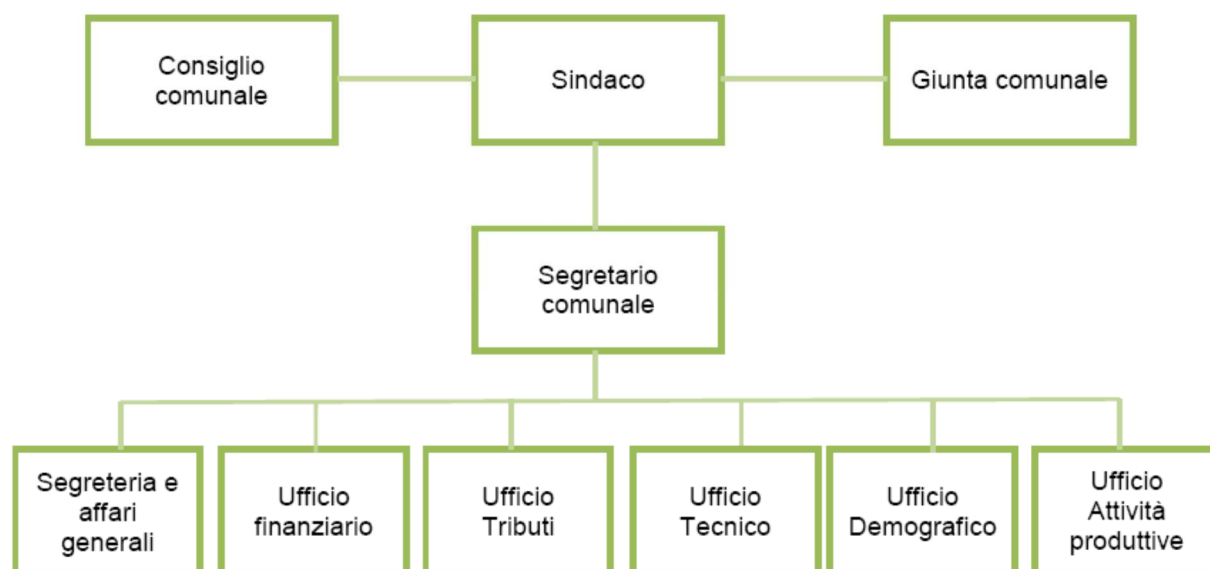 Consiglio
comunale
Sindaco
Giunta comunale
Segretario
comunale
Segreteria e
affari
generali
Ufficio
finanziario
Ufficio
Tributi
Ufficio
Tecnico
Ufficio
Demografico
Ufficio
Attività
produttive